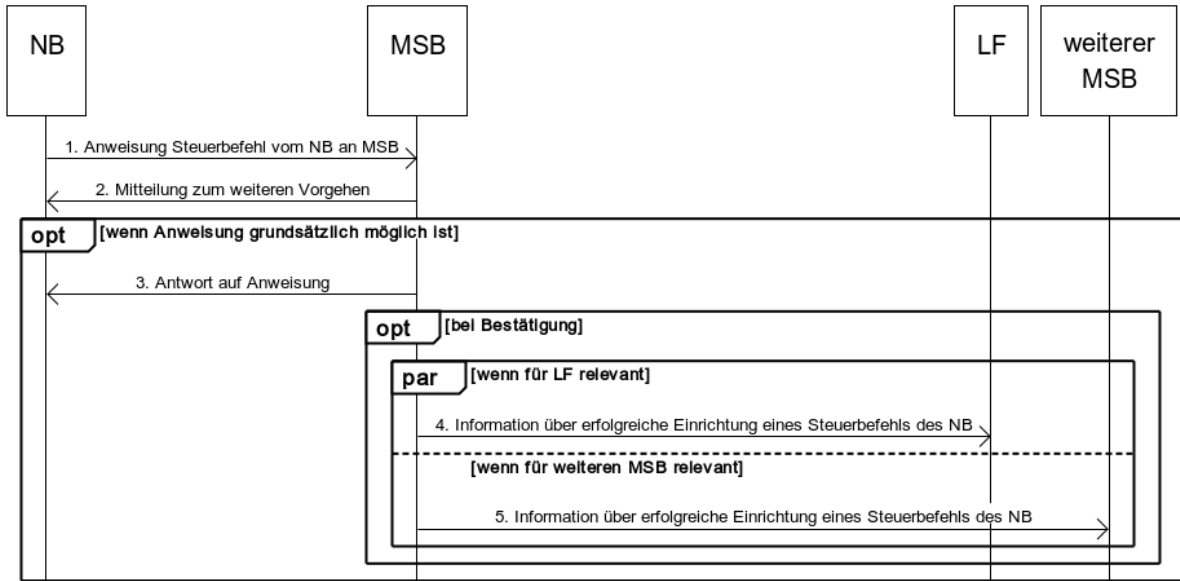 NB
MSB
LF
weiterer
MSB
1. Anweisung Steuerbefehl vom NB an MSB
2. Mitteilung zum weiteren Vorgehen
opt
[wenn Anweisung grundsätzlich möglich ist]
3. Antwort auf Anweisung
opt
[bei Bestätigung]
par
[wenn für LF relevant]
4. Information über erfolgreiche Einrichtung eines Steuerbefehls des NB
[wenn für weiteren MSB relevant]
5. Information über erfolgreiche Einrichtung eines Steuerbefehls des NB